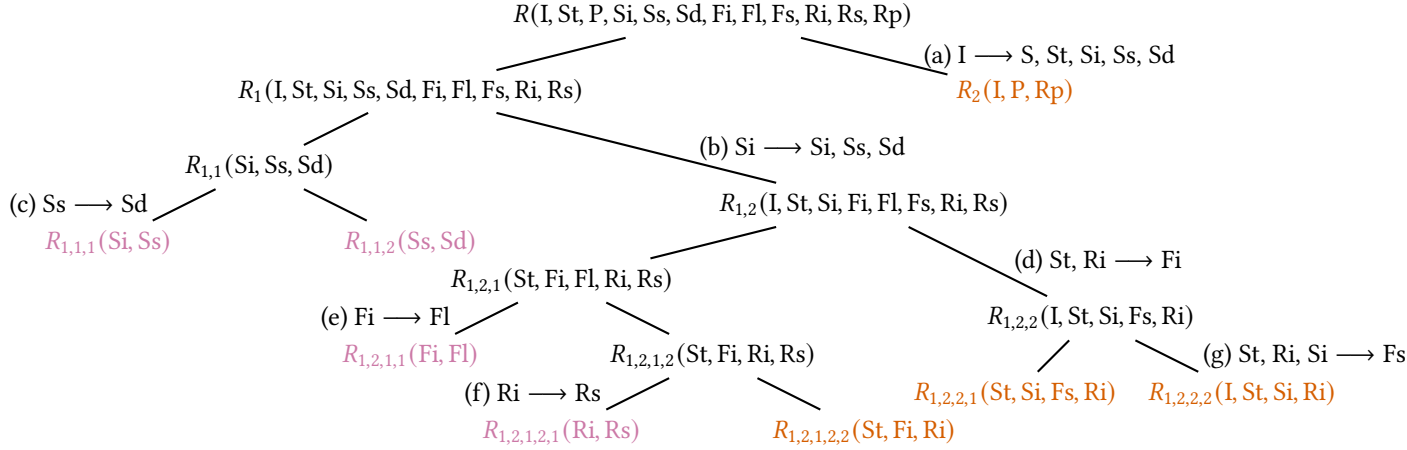 R(I, St, P, Si, Ss, Sd, Fi, Fl, Fs, Ri, Rs, Rp)
(a) I ⟶ S, St, Si, Ss, Sd
R₁(I, St, Si, Ss, Sd, Fi, Fl, Fs, Ri, Rs)
R₂(I, P, Rp)
(b) Si ⟶ Si, Ss, Sd
R₁,₁(Si, Ss, Sd)
(c) Ss ⟶ Sd
R₁,₂(I, St, Si, Fi, Fl, Fs, Ri, Rs)
R₁,₁,₁(Si, Ss)
R₁,₁,₂(Ss, Sd)
(d) St, Ri ⟶ Fi
R₁,₂,₁(St, Fi, Fl, Ri, Rs)
(e) Fi ⟶ Fl
R₁,₂,₂(I, St, Si, Fs, Ri)
R₁,₂,₁,₁(Fi, Fl)
R₁,₂,₁,₂(St, Fi, Ri, Rs)
(g) St, Ri, Si ⟶ Fs
(f) Ri ⟶ Rs
R₁,₂,₂,₁(St, Si, Fs, Ri)
R₁,₂,₂,₂(I, St, Si, Ri)
R₁,₂,₁,₂,₁(Ri, Rs)
R₁,₂,₁,₂,₂(St, Fi, Ri)